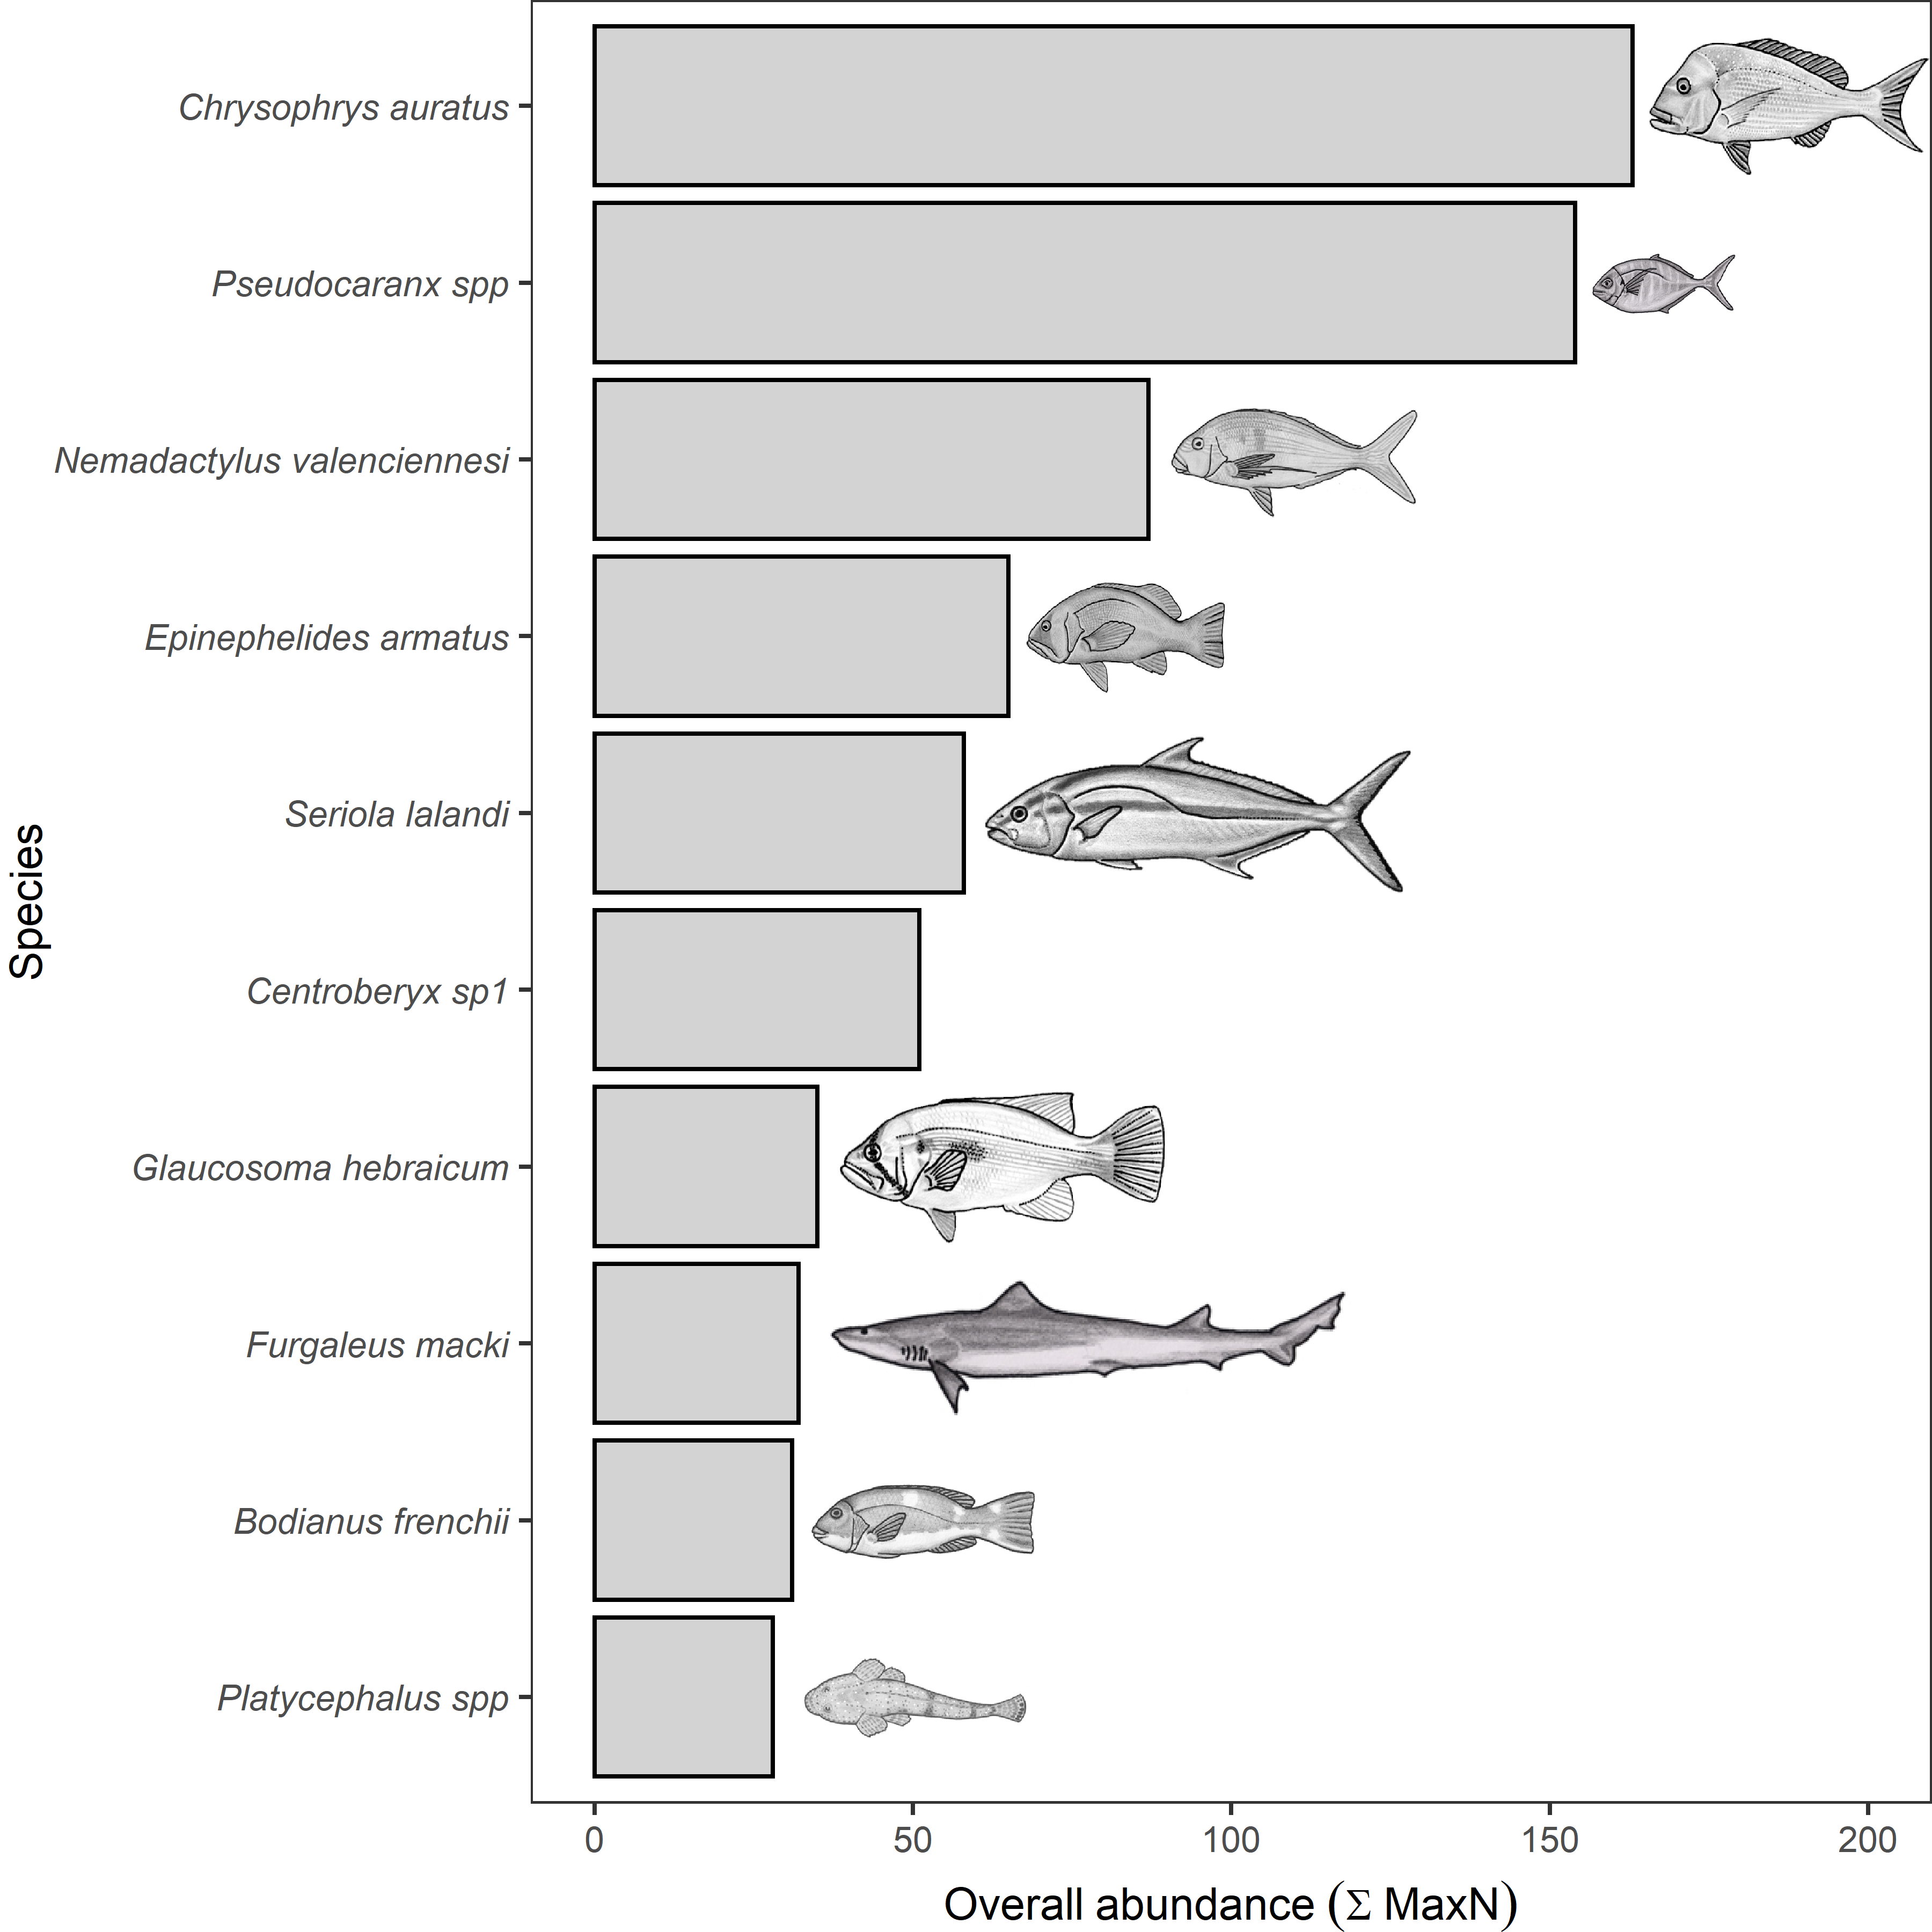 Chrysophrys auratus
Pseudocaranx spp
Nemadactylus valenciennesi
Epinephelides armatus
Seriola lalandi
Centroberyx sp1
Glaucosoma hebraicum
Furgaleus macki
Bodianus frenchii
Platycephalus spp
Species
0 50 100 150 200
Overall abundance (Σ MaxN)